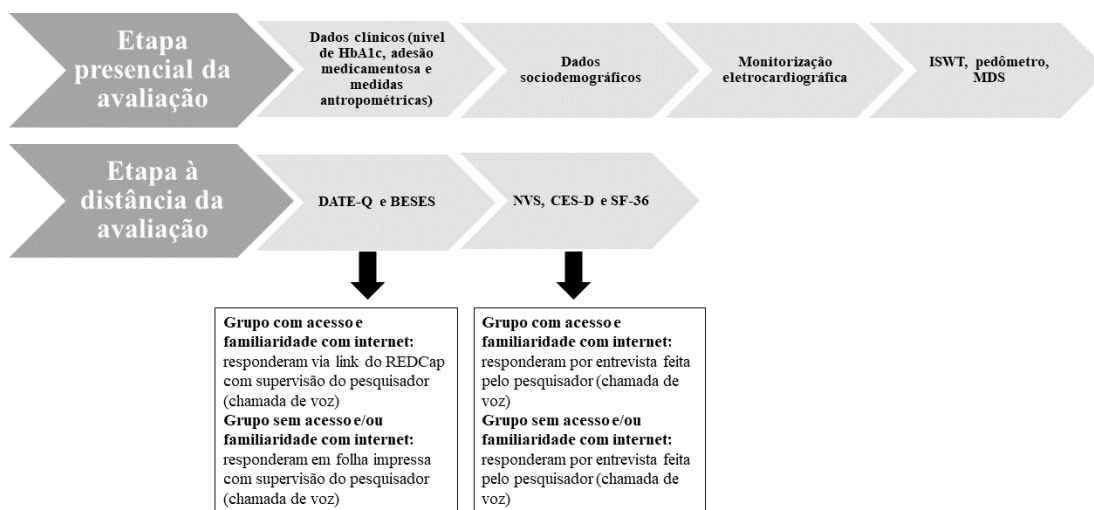 Etapa
presencial da
avaliação
Dados clínicos (nível
de HbA1c, adesão
medicamentosa e
medidas
antropométricas)
Dados
sociodemográficos
Monitorização
eletrocardiográfica
ISWT, pedômetro,
MDS
Etapa à
distância da
avaliação
DATE-Q e BESES
NVS, CES-D e SF-36
Grupo com acesso e
familiaridade com internet:
responderam via link do REDCap
com supervisão do pesquisador
(chamada de voz)
Grupo sem acesso e/ou
familiaridade com internet:
responderam em folha impressa
com supervisão do pesquisador
(chamada de voz)
Grupo com acesso e
familiaridade com internet:
responderam por entrevista feita
pelo pesquisador (chamada de
voz)
Grupo sem acesso e/ou
familiaridade com internet:
responderam por entrevista feita
pelo pesquisador (chamada de
voz)